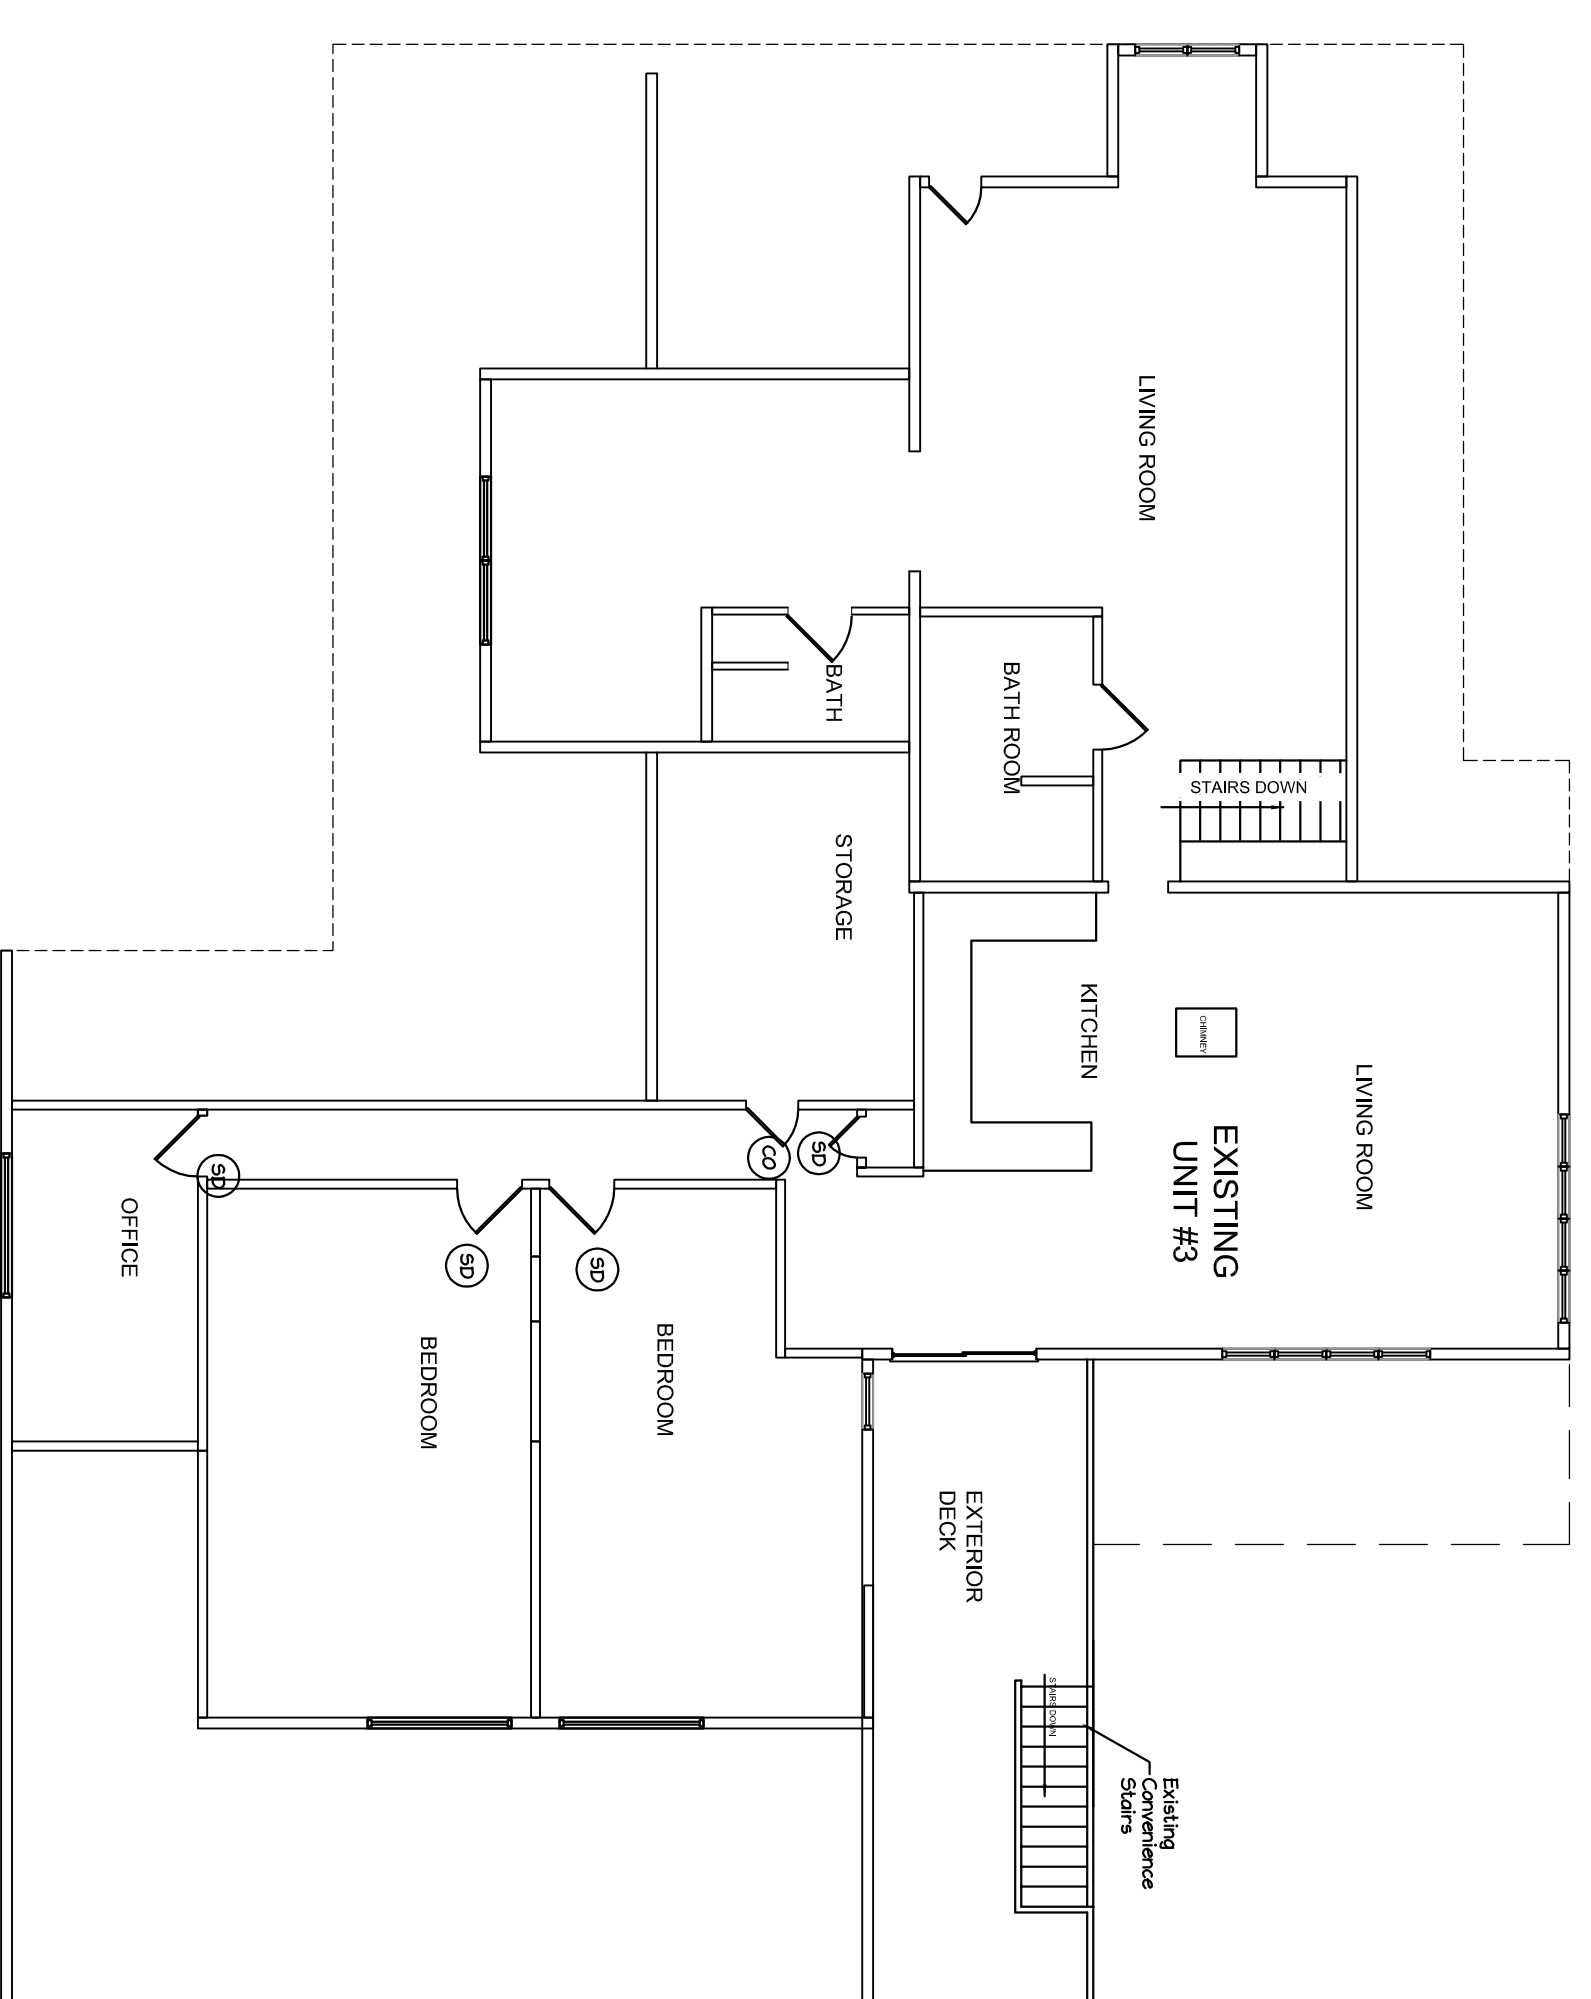 LIVING ROOM
BATH
BATH ROOM
STAIRS DOWN
STORAGE
KITCHEN
CHIMNEY
LIVING ROOM
EXISTING
UNIT #3
CO
SD
SD
SD
SD
OFFICE
BEDROOM
BEDROOM
EXTERIOR
DECK
STAIRS DOWN
Existing
Convenience
Stairs